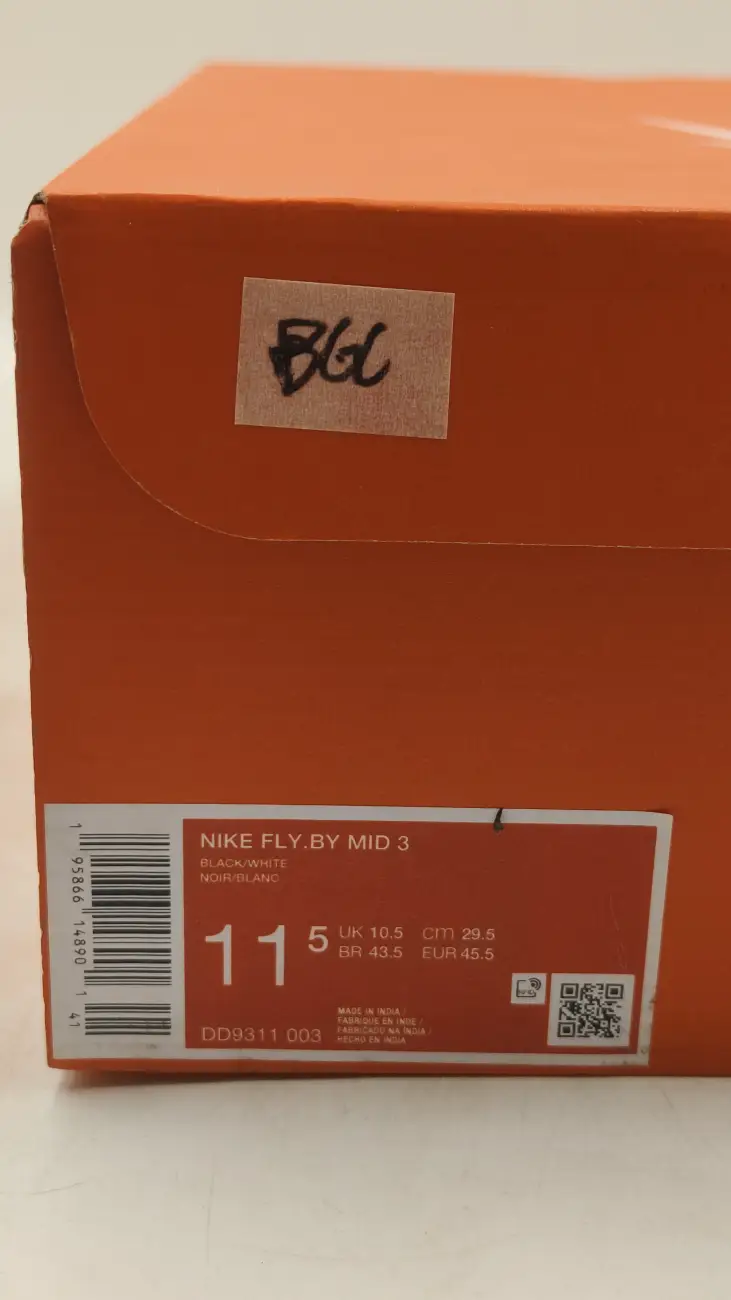 BGC
NIKE FLY.BY MID 3
BLACK/WHITE
NOIR/BLANC
11 5
UK 10.5 cm 29.5
BR 43.5 EUR 45.5
DD9311 003
MADE IN INDIA /
FABRIQUE EN INDE /
FABRICADO NA INDIA /
HECHO EN INDIA
1 95866 14890 1 41